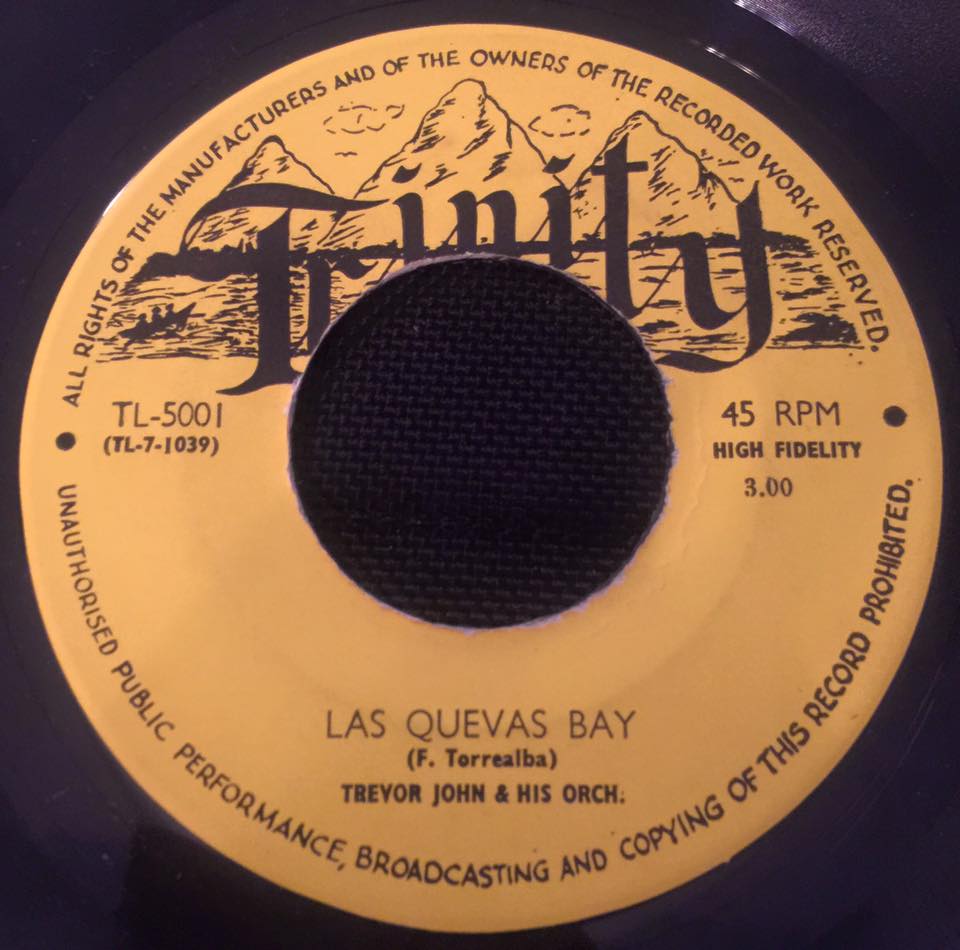 ALL RIGHTS OF THE MANUFACTURERS AND OF THE OWNERS OF THE RECORDED WORK RESERVED.
Trinity
TL-5001
(TL-7-1039)
45 RPM
HIGH FIDELITY
3.00
LAS QUEVAS BAY
(F. Torrealba)
TREVOR JOHN & HIS ORCH.
UNAUTHORISED PUBLIC PERFORMANCE, BROADCASTING AND COPYING OF THIS RECORD PROHIBITED.